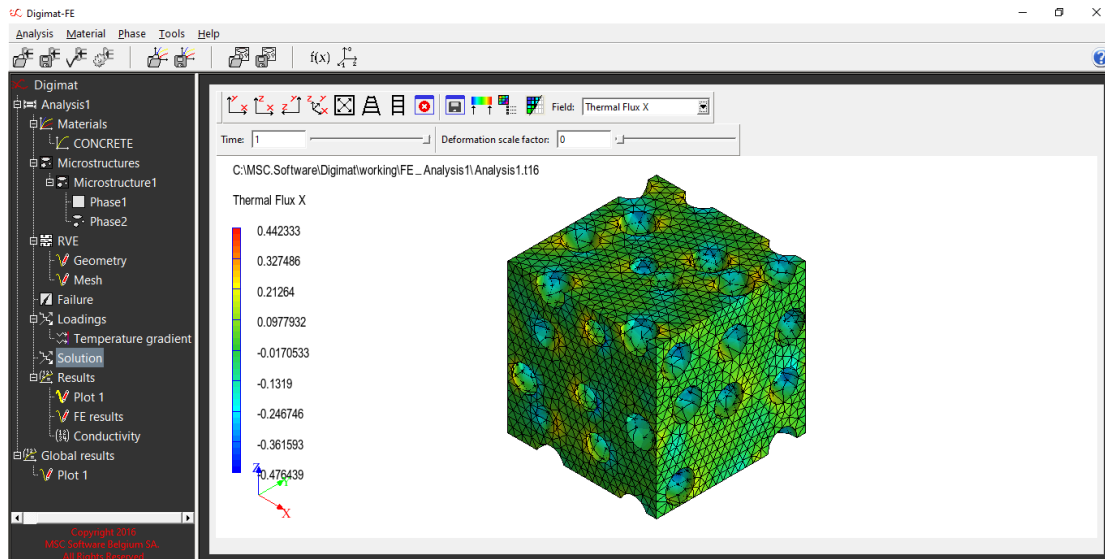 Digimat-FE
Analysis Material Phase Tools Help
f(x)
Digimat
Analysis1
Materials
CONCRETE
Microstructures
Microstructure1
Phase1
Phase2
RVE
Geometry
Mesh
Failure
Loadings
Temperature gradient
Solution
Results
Plot 1
FE results
Conductivity
Global results
Plot 1
Copyright 2016
MSC Software Belgium SA.
All Rights Reserved
Field: Thermal Flux X
Time: 1 Deformation scale factor: 0
C:\MSC.Software\Digimat\working\FE_Analysis1\Analysis1.t16
Thermal Flux X
0.442333
0.327486
0.21264
0.0977932
-0.0170533
-0.1319
-0.246746
-0.361593
-0.476439
Z
Y
X